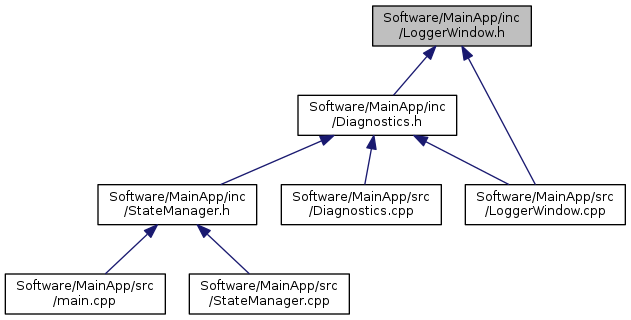 Software/MainApp/inc
/LoggerWindow.h
Software/MainApp/inc
/Diagnostics.h
Software/MainApp/inc
/StateManager.h
Software/MainApp/src
/Diagnostics.cpp
Software/MainApp/src
/LoggerWindow.cpp
Software/MainApp/src
/main.cpp
Software/MainApp/src
/StateManager.cpp